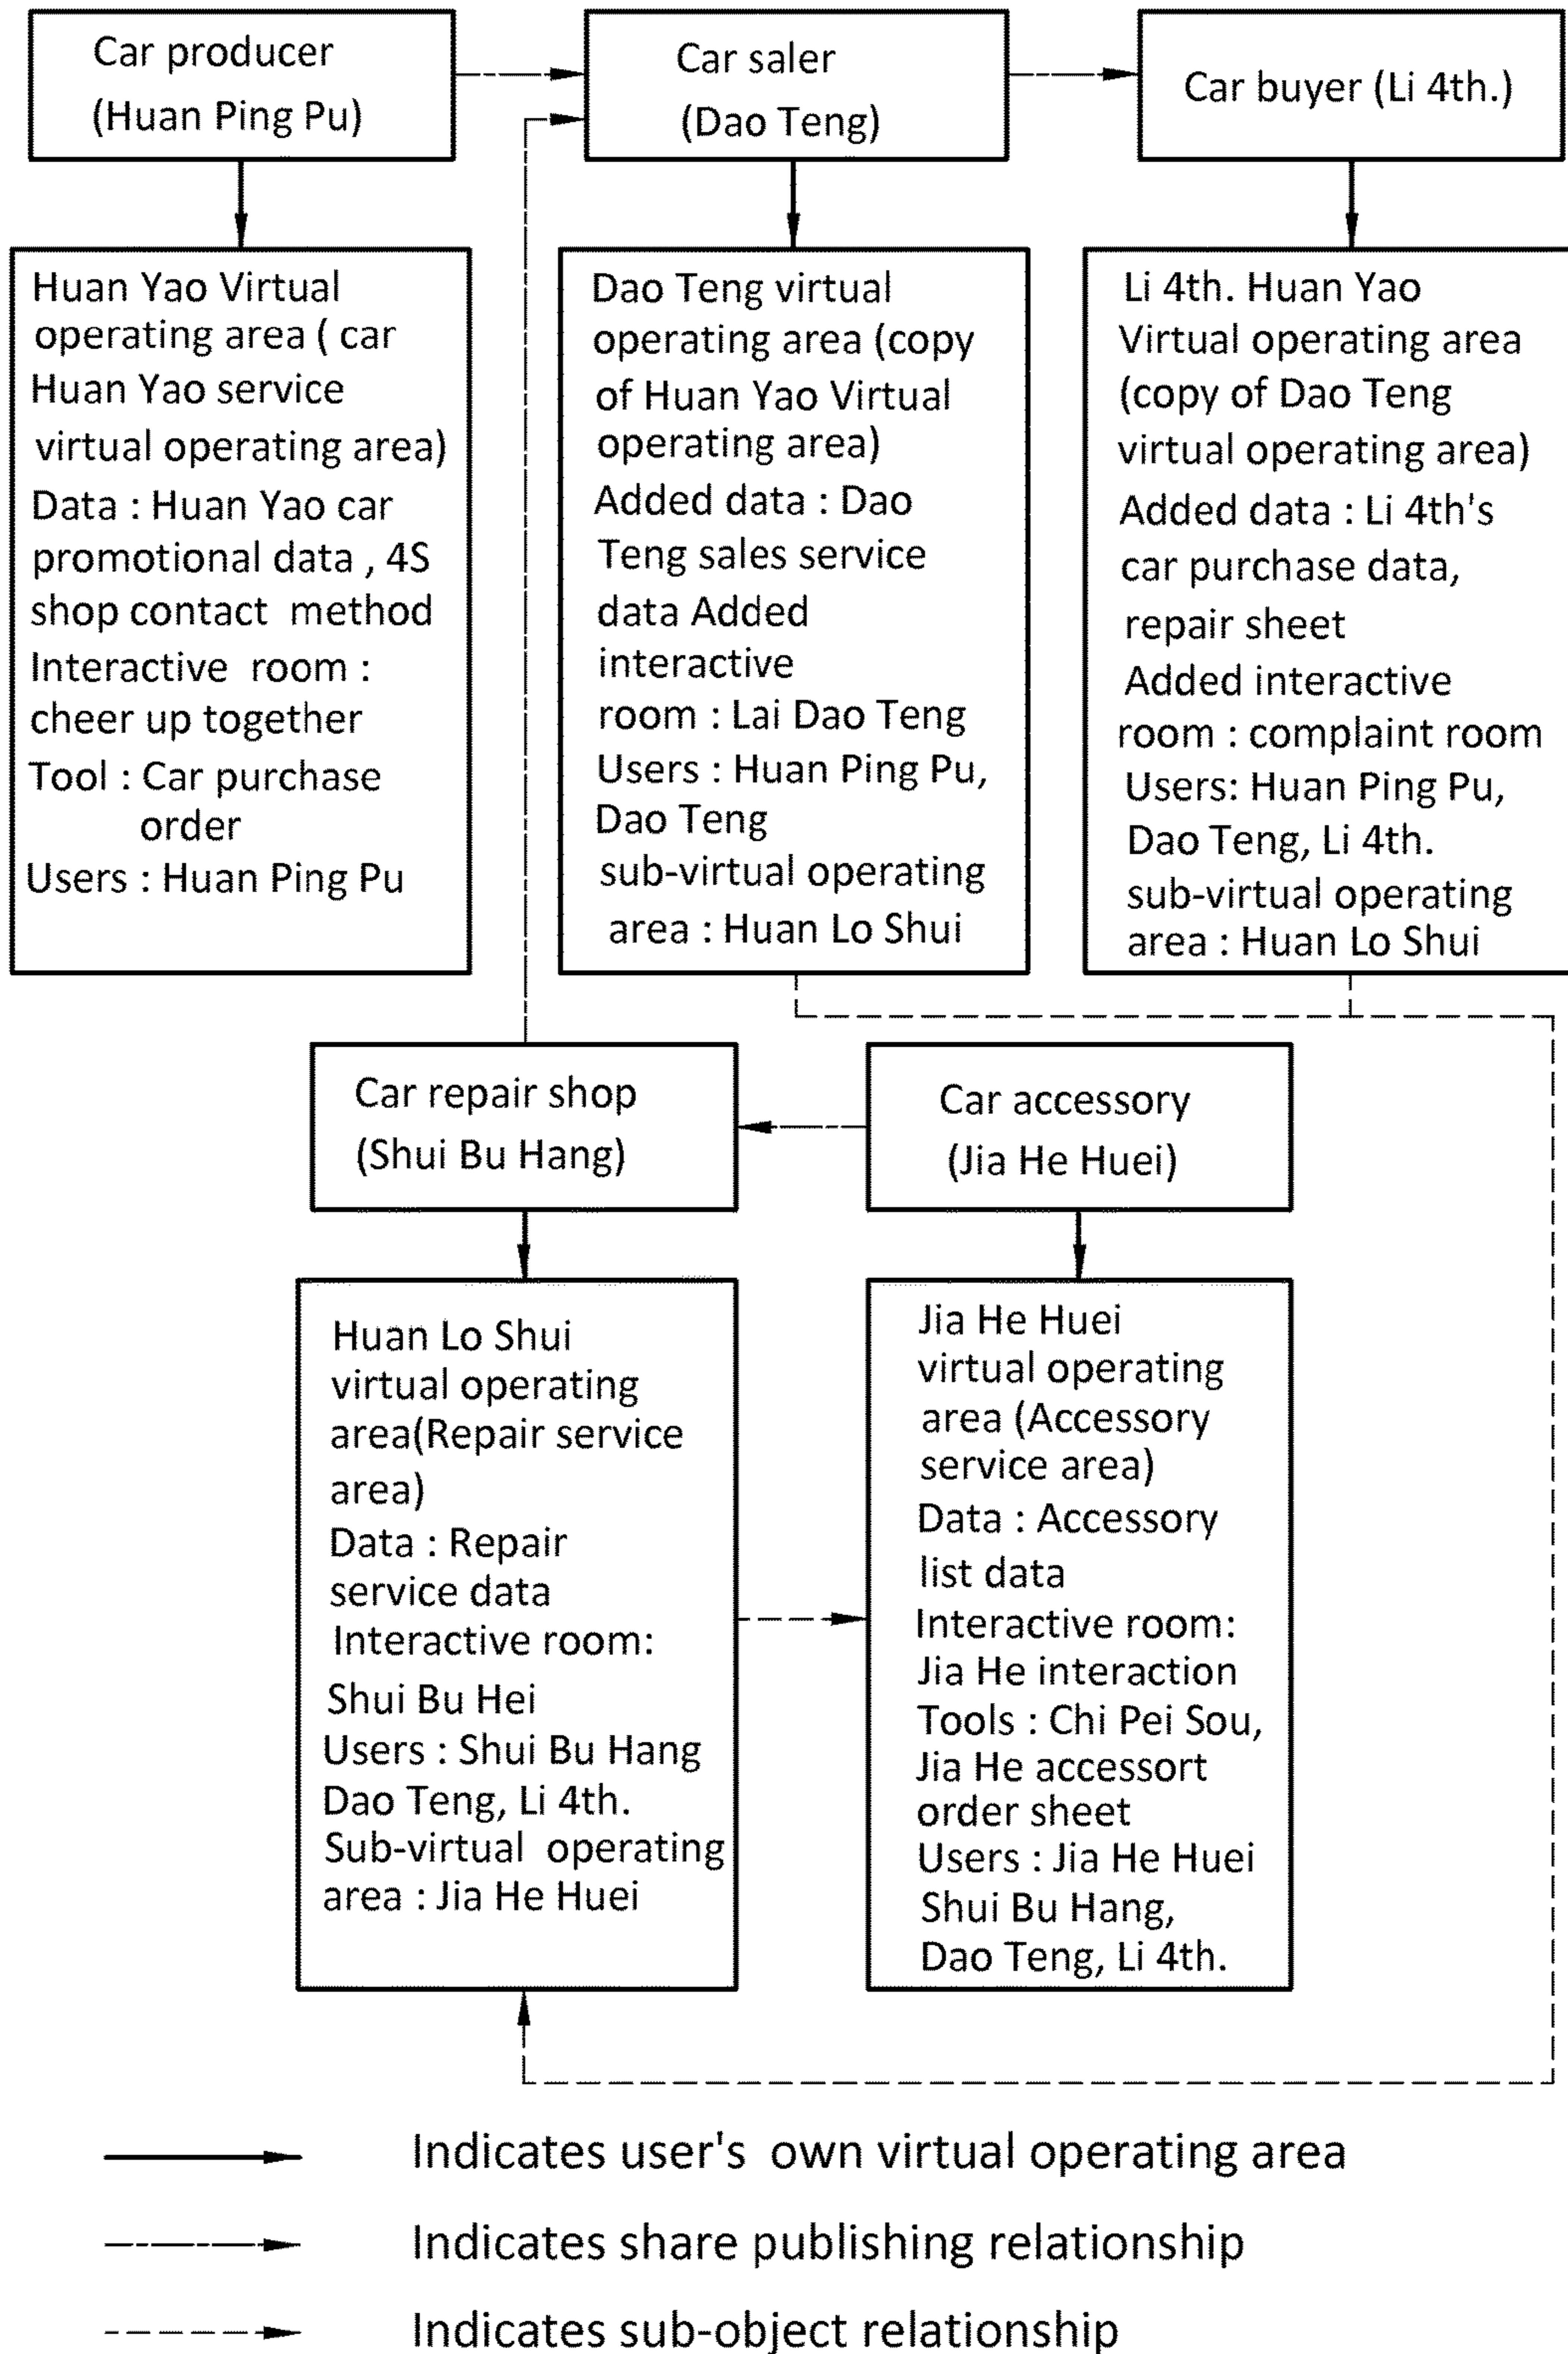 Car producer
(Huan Ping Pu)
Car saler
(Dao Teng)
Car buyer (Li 4th.)
Huan Yao Virtual
operating area ( car
Huan Yao service
virtual operating area)
Data : Huan Yao car
promotional data , 4S
shop contact method
Interactive room :
cheer up together
Tool : Car purchase
order
Users : Huan Ping Pu
Dao Teng virtual
operating area (copy
of Huan Yao Virtual
operating area)
Added data : Dao
Teng sales service
data Added
interactive
room : Lai Dao Teng
Users : Huan Ping Pu,
Dao Teng
sub-virtual operating
area : Huan Lo Shui
Li 4th. Huan Yao
Virtual operating area
(copy of Dao Teng
virtual operating area)
Added data : Li 4th's
car purchase data,
repair sheet
Added interactive
room : complaint room
Users: Huan Ping Pu,
Dao Teng, Li 4th.
sub-virtual operating
area : Huan Lo Shui
Car repair shop
(Shui Bu Hang)
Car accessory
(Jia He Huei)
Huan Lo Shui
virtual operating
area(Repair service
area)
Data : Repair
service data
Interactive room:
Shui Bu Hei
Users : Shui Bu Hang
Dao Teng, Li 4th.
Sub-virtual operating
area : Jia He Huei
Jia He Huei
virtual operating
area (Accessory
service area)
Data : Accessory
list data
Interactive room:
Jia He interaction
Tools : Chi Pei Sou,
Jia He accessort
order sheet
Users : Jia He Huei
Shui Bu Hang,
Dao Teng, Li 4th.
Indicates user's own virtual operating area
Indicates share publishing relationship
Indicates sub-object relationship